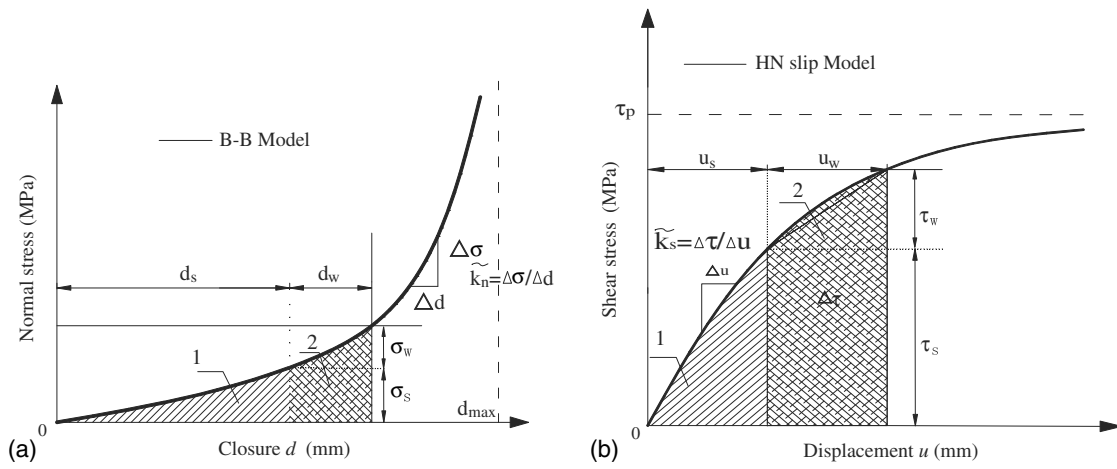 B-B Model
Normal stress (MPa)
d_s
d_w
Δσ
k̃_n=Δσ/Δd
Δd
1
2
σ_w
σ_s
d_max
0
Closure d (mm)
(a)
HN slip Model
τ_p
u_s
u_w
2
τ_w
k̃_s=Δτ/Δu
Δu
Δτ
1
τ_s
Shear stress (MPa)
0
Displacement u (mm)
(b)